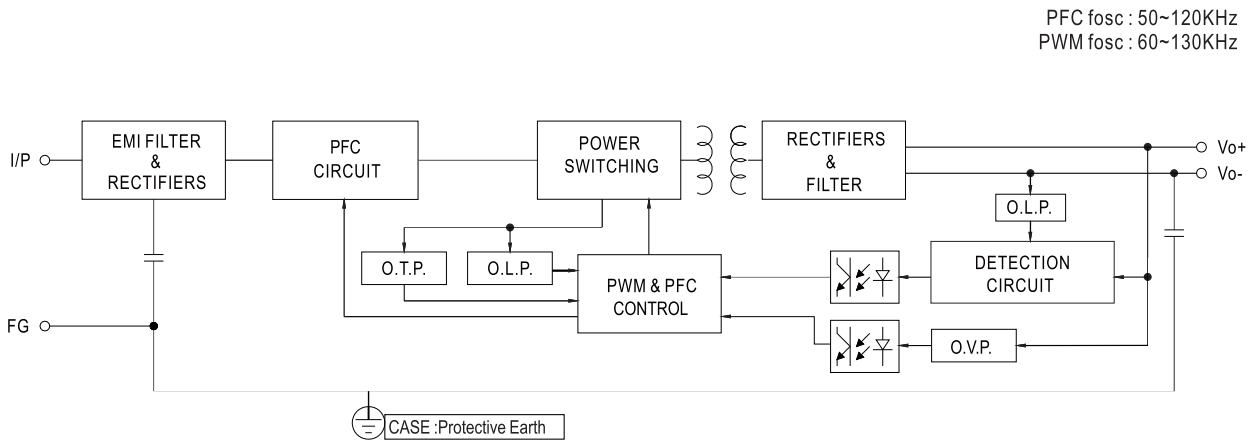 PFC fosc : 50~120KHz
PWM fosc : 60~130KHz
I/P
EMI FILTER
&
RECTIFIERS
PFC
CIRCUIT
POWER
SWITCHING
RECTIFIERS
&
FILTER
Vo+
Vo-
O.L.P.
O.T.P.
O.L.P.
PWM & PFC
CONTROL
DETECTION
CIRCUIT
FG
O.V.P.
CASE :Protective Earth